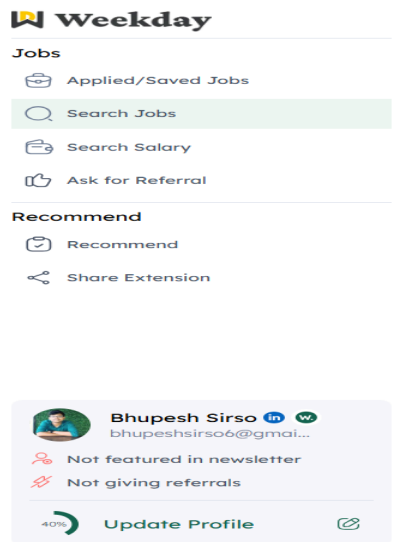 Weekday
Jobs
Applied/Saved Jobs
Search Jobs
Search Salary
Ask for Referral
Recommend
Recommend
Share Extension
Bhupesh Sirso in w.
bhupeshsirso6@gmai...
Not featured in newsletter
Not giving referrals
40% Update Profile